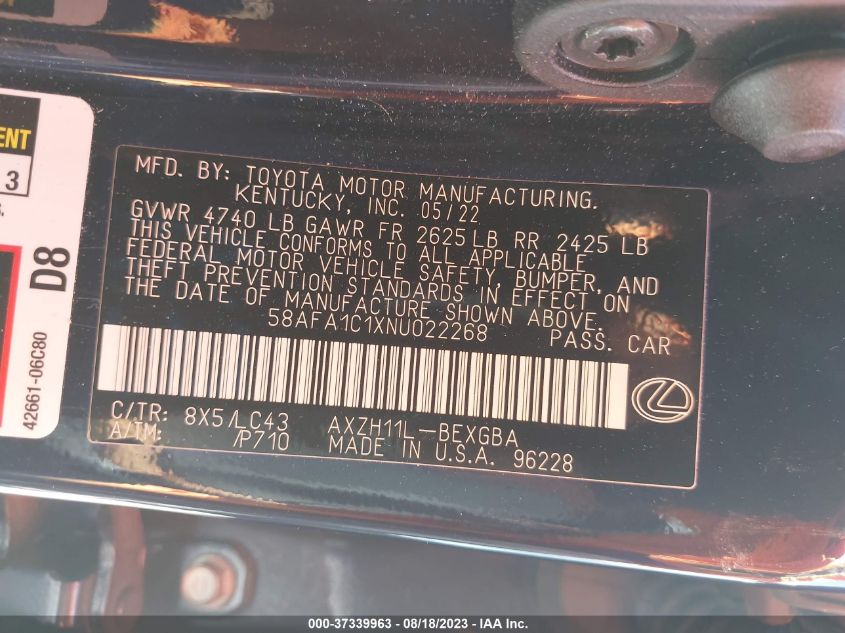 ENT
3
D8
42661-06C80
MFD. BY: TOYOTA MOTOR MANUFACTURING.
KENTUCKY, INC. 05/22
GVWR 4740 LB GAWR FR 2625 LB RR 2425 LB
THIS VEHICLE CONFORMS TO ALL APPLICABLE
FEDERAL MOTOR VEHICLE SAFETY, BUMPER, AND
THEFT PREVENTION STANDARDS IN EFFECT ON
THE DATE OF MANUFACTURE SHOWN ABOVE.
58AFA1C1XNU022268 PASS. CAR
C/TR: 8X5/LC43 AXZH11L-BEXGBA
A/TM: /P710 MADE IN U.S.A. 96228
000-37339963 - 08/18/2023 - IAA Inc.